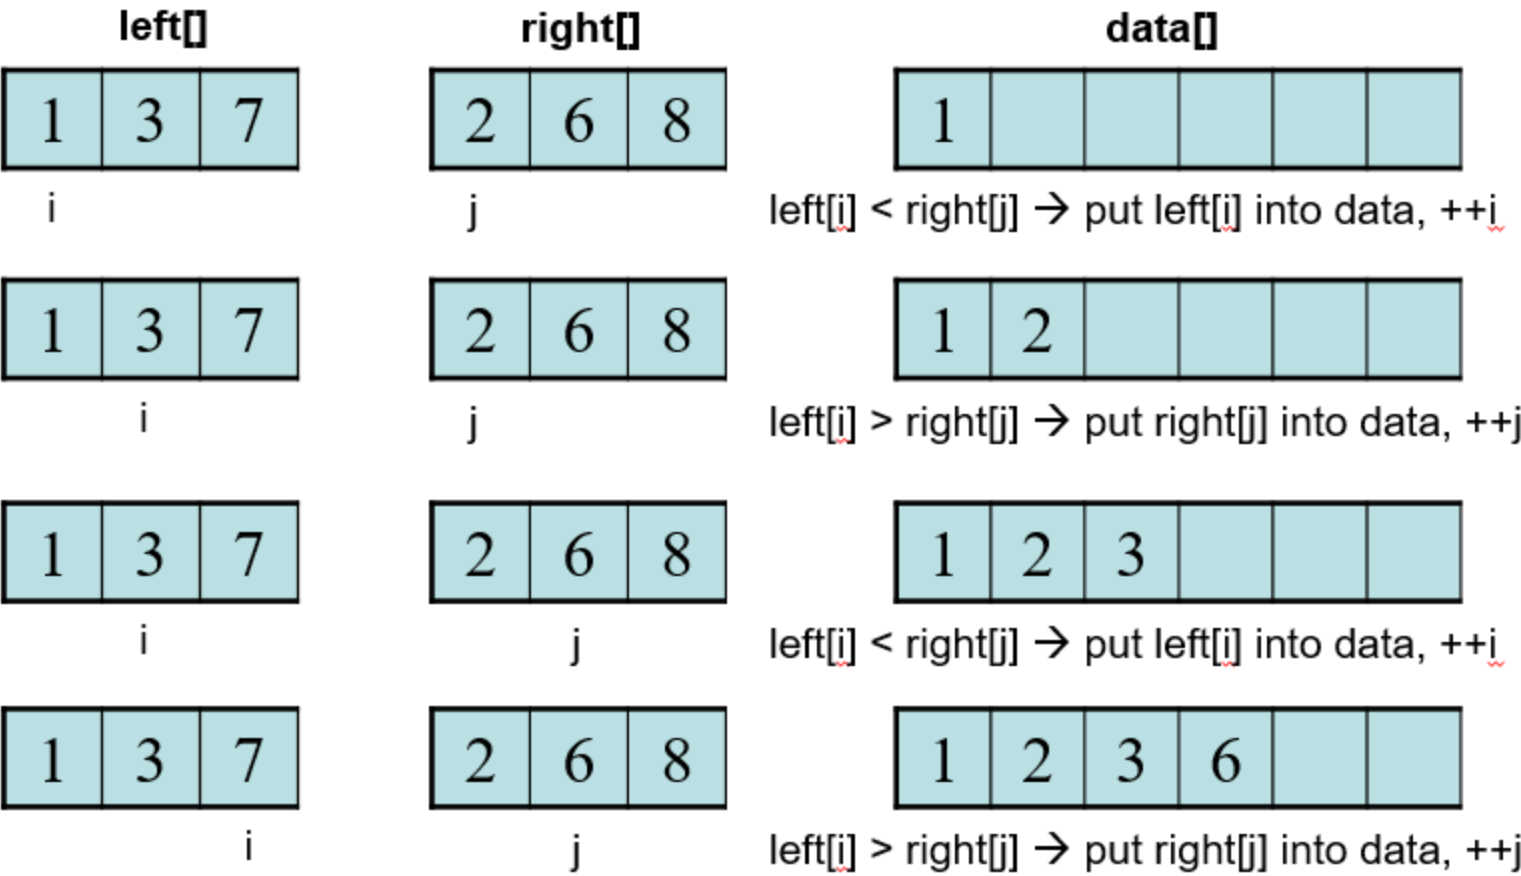 left[] right[] data[]
1 3 7 2 6 8 1
i j left[i] < right[j] → put left[i] into data, ++i
1 3 7 2 6 8 1 2
i j left[i] > right[j] → put right[j] into data, ++j
1 3 7 2 6 8 1 2 3
i j left[i] < right[j] → put left[i] into data, ++i
1 3 7 2 6 8 1 2 3 6
i j left[i] > right[j] → put right[j] into data, ++j